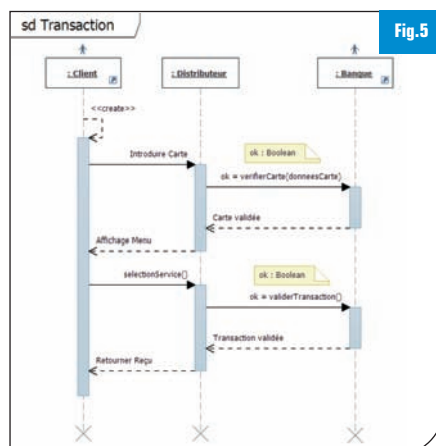 sd Transaction
Fig.5
: Client
: Distributeur
: Banque
<<create>>
Introduire Carte
ok : Boolean
ok = verifierCarte(donneesCarte)
Carte validée
Affichage Menu
selectionService()
ok : Boolean
ok = validerTransaction()
Transaction validée
Retourner Reçu